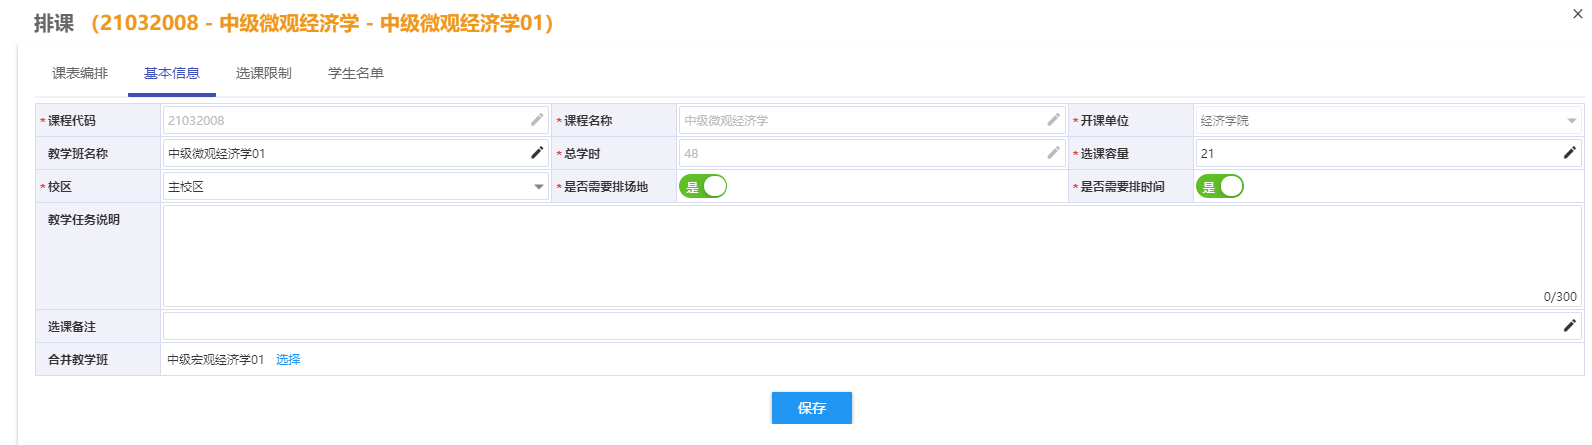 排课 (21032008 - 中级微观经济学 - 中级微观经济学01)
课表编排 基本信息 选课限制 学生名单
*课程代码 21032008 *课程名称 中级微观经济学 *开课单位 经济学院
教学班名称 中级微观经济学01 *总学时 48 *选课容量 21
*校区 主校区 *是否需要排场地 是 *是否需要排时间 是
教学任务说明
0/300
选课备注
合并教学班 中级宏观经济学01 选择
保存